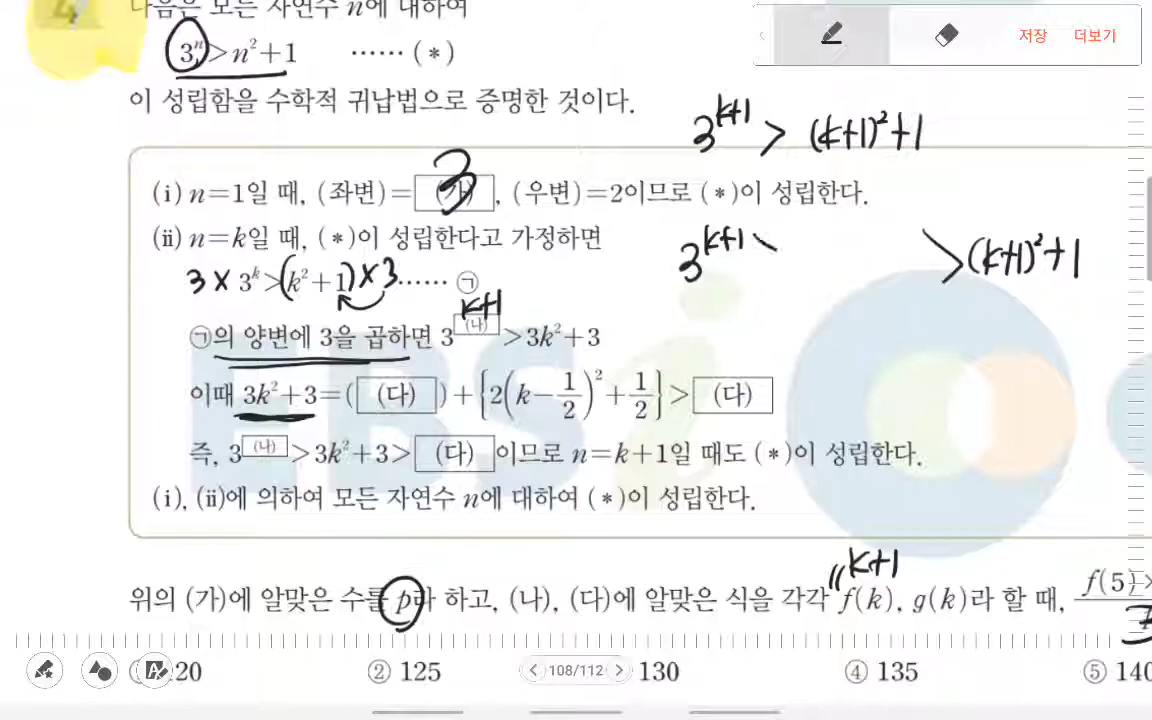 다음은 모든 자연수 n에 대하여
3ⁿ>n²+1 ······ (*)
저장 더보기
이 성립함을 수학적 귀납법으로 증명한 것이다.
3^(k+1) > (k+1)²+1
(i) n=1일 때, (좌변)= (가) 3, (우변)=2이므로 (*)이 성립한다.
(ii) n=k일 때, (*)이 성립한다고 가정하면
3^(k+1) > >(k+1)²+1
3 × 3ᵏ>(k²+1)×3 ······ ㉠
k+1
㉠의 양변에 3을 곱하면 3^(나) >3k²+3
이때 3k²+3=( (다) )+{2(k-1/2)²+1/2}> (다)
즉, 3^(나) >3k²+3> (다) 이므로 n=k+1일 때도 (*)이 성립한다.
(i), (ii)에 의하여 모든 자연수 n에 대하여 (*)이 성립한다.
EBSi
" k+1
위의 (가)에 알맞은 수를 p라 하고, (나), (다)에 알맞은 식을 각각 f(k), g(k)라 할 때, f(5)×
20 ② 125 108/112 130 ④ 135 ⑤ 140